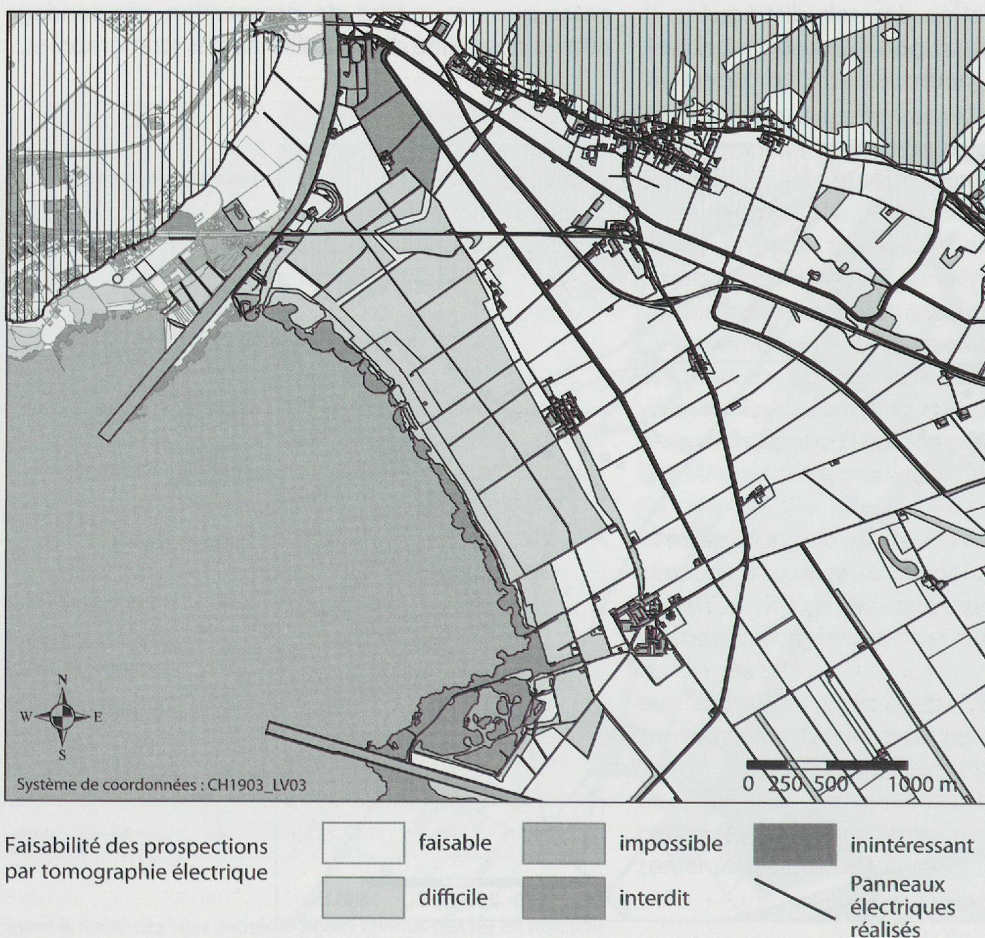 N
W E
S
Système de coordonnées : CH1903_LV03
0 250 500 1000 m
Faisabilité des prospections
par tomographie électrique
faisable
difficile
impossible
interdit
inintéressant
Panneaux
électriques
réalisés